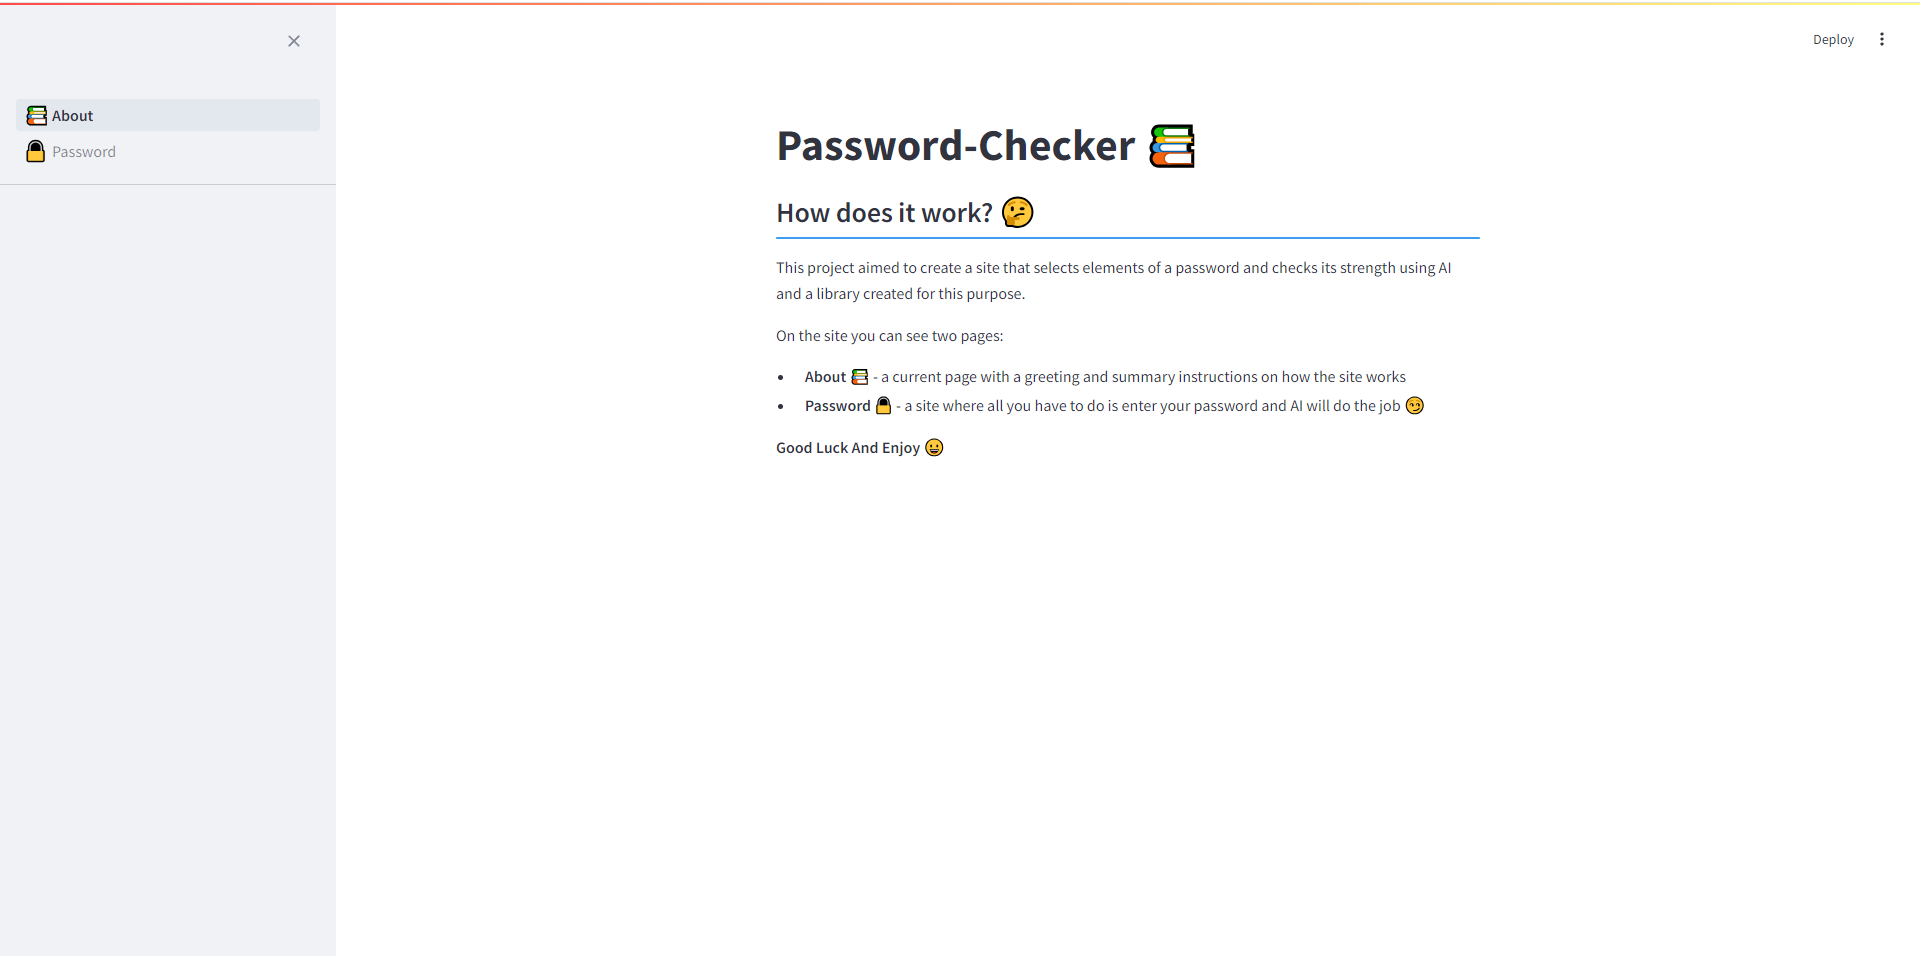 Deploy
About
Password
Password-Checker 📚
How does it work? 🤔
This project aimed to create a site that selects elements of a password and checks its strength using AI
and a library created for this purpose.
On the site you can see two pages:
• About 📚 - a current page with a greeting and summary instructions on how the site works
• Password 🔒 - a site where all you have to do is enter your password and AI will do the job 😏
Good Luck And Enjoy 😀